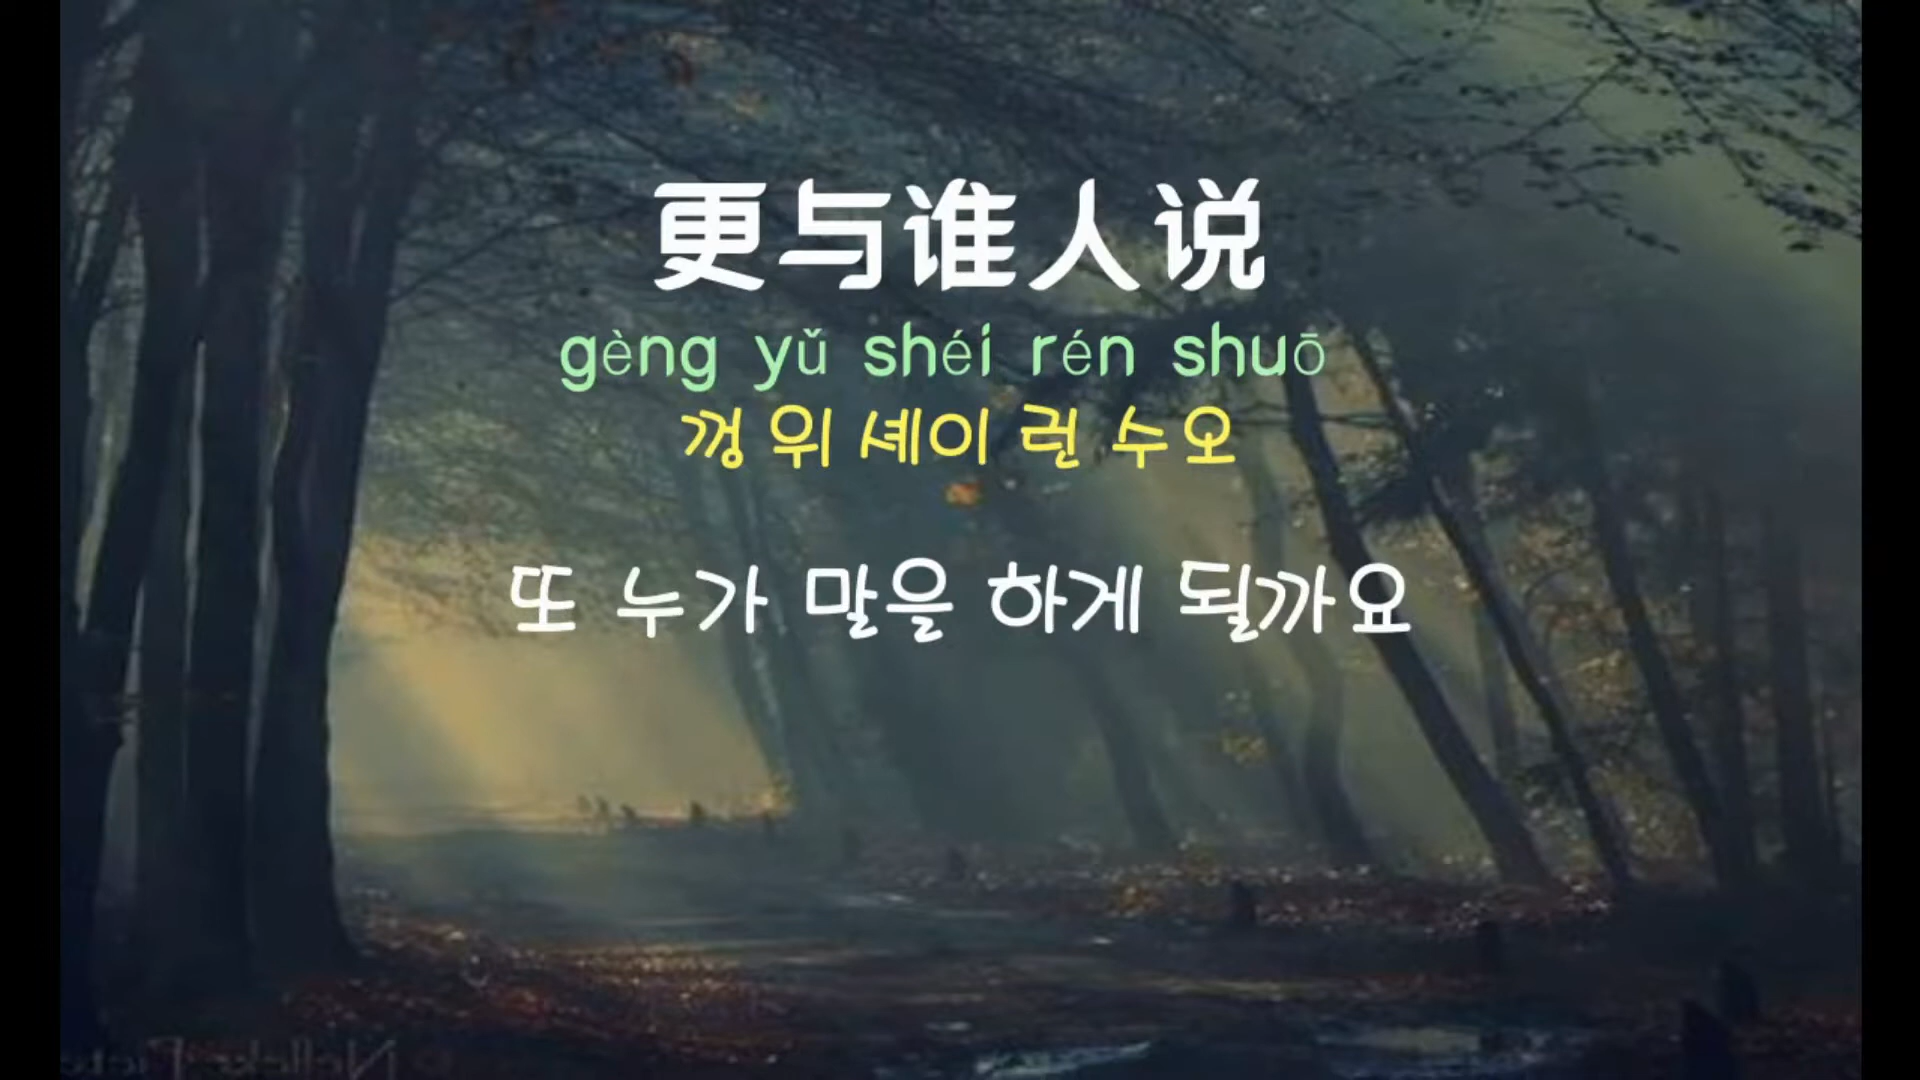 更与谁人说
gèng yǔ shéi rén shuō
껑 위 셰이 런 수오
또 누가 말을 하게 될까요